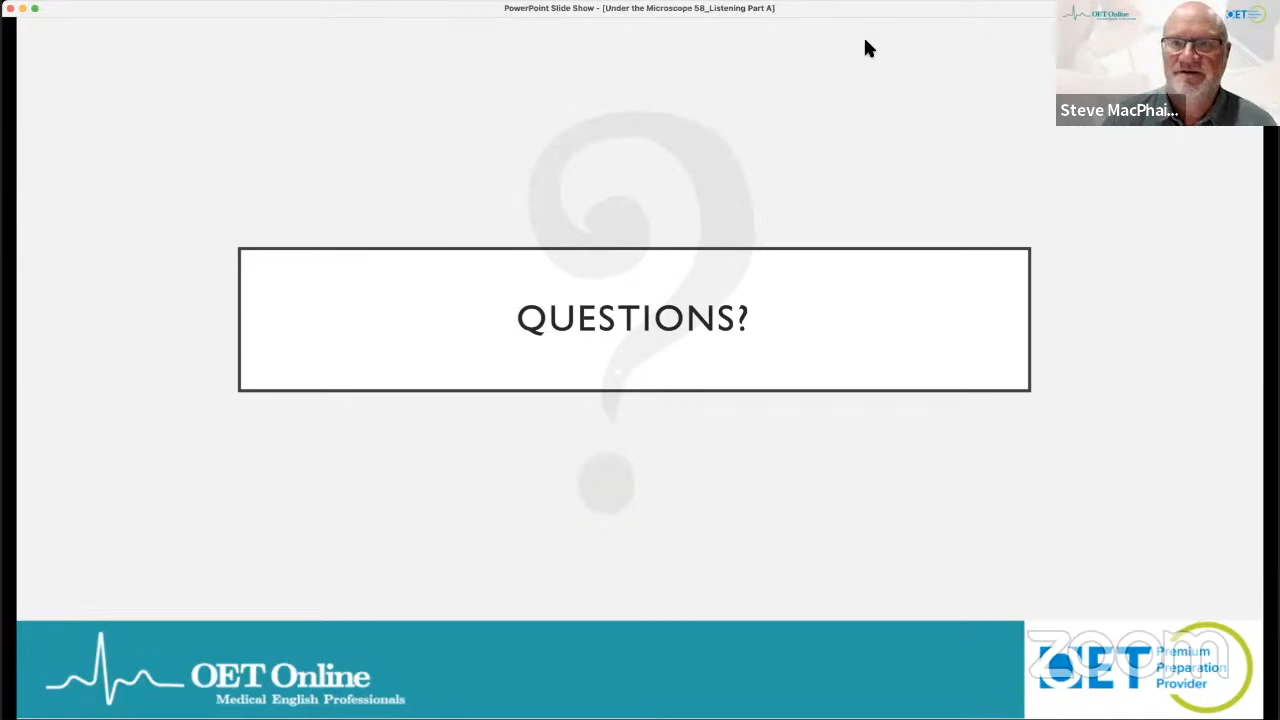 PowerPoint Slide Show - [Under the Microscope 58_Listening Part A]
OET Online
OET
Steve MacPhai...
QUESTIONS?
OET Online
Medical English Professionals
zoom
OET
Premium
Preparation
Provider